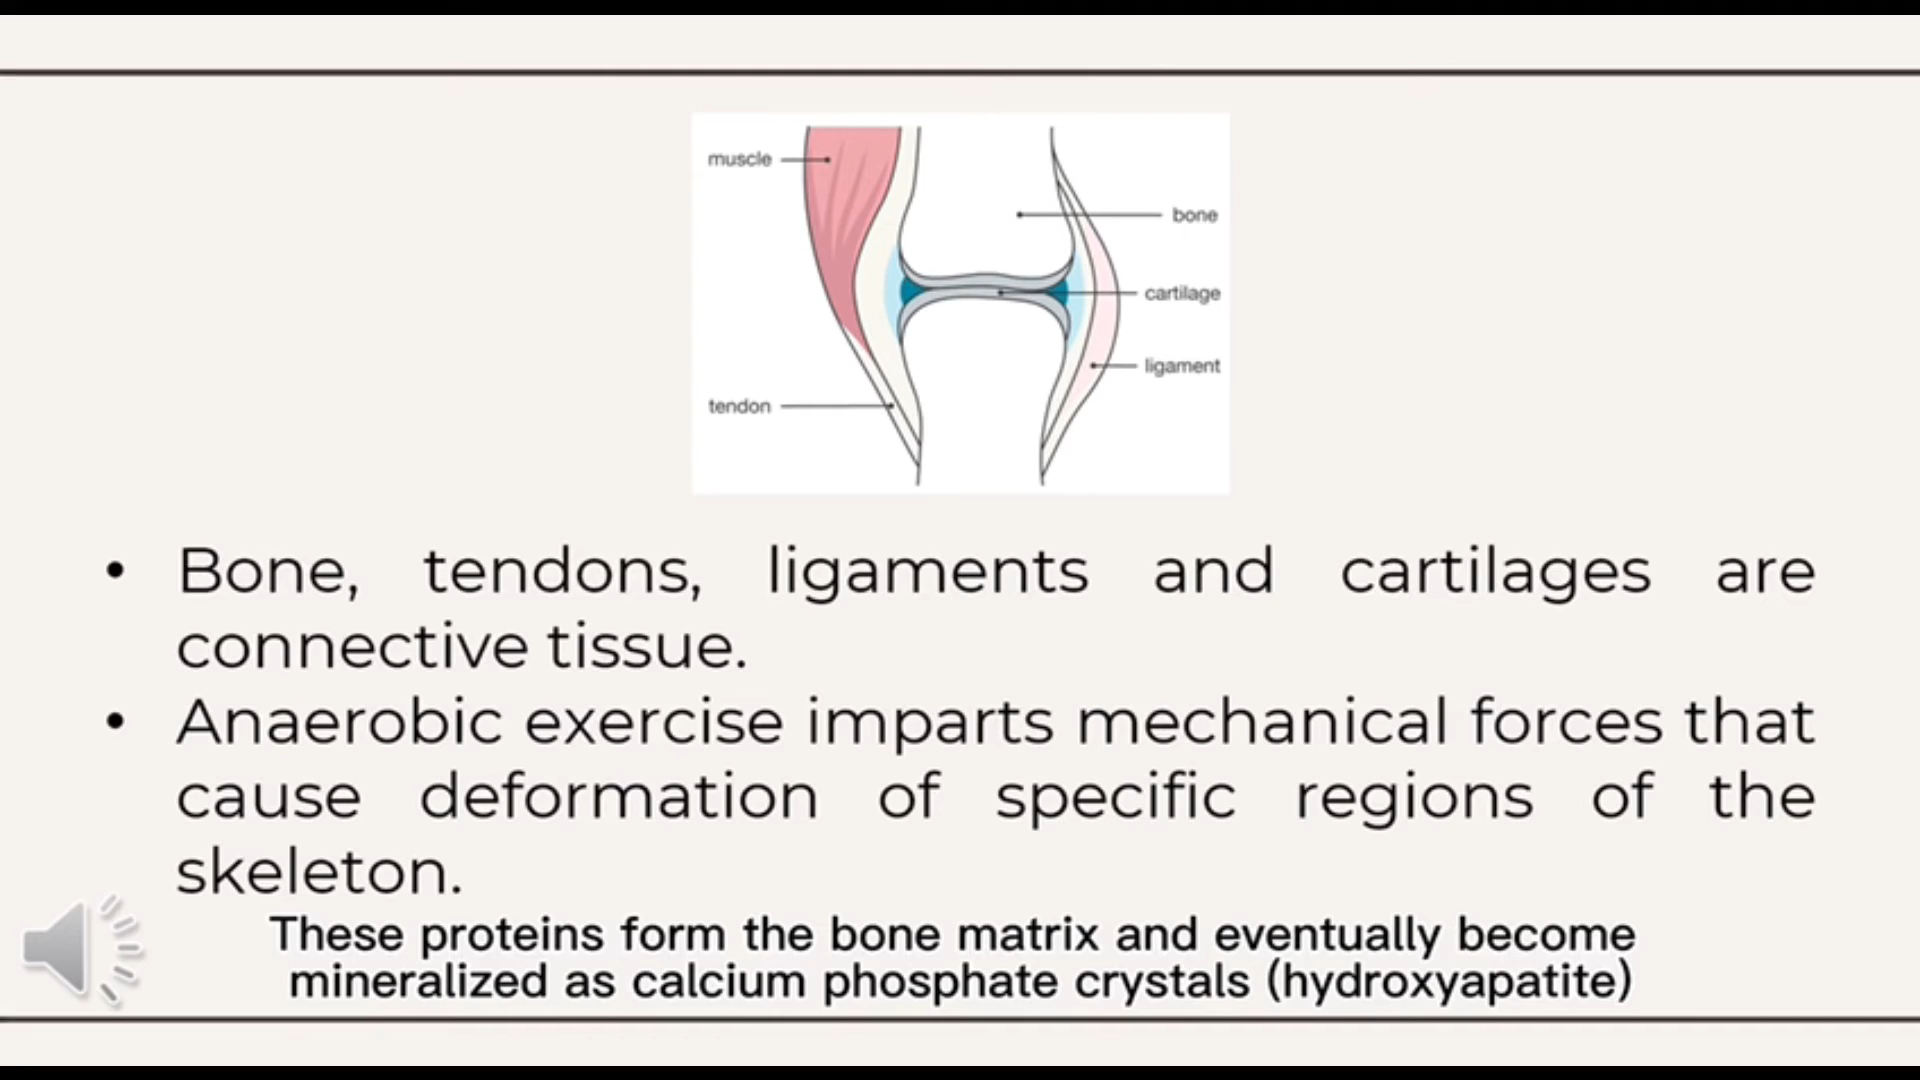 muscle
bone
cartilage
ligament
tendon
• Bone, tendons, ligaments and cartilages are
connective tissue.
• Anaerobic exercise imparts mechanical forces that
cause deformation of specific regions of the
skeleton.
These proteins form the bone matrix and eventually become
mineralized as calcium phosphate crystals (hydroxyapatite)